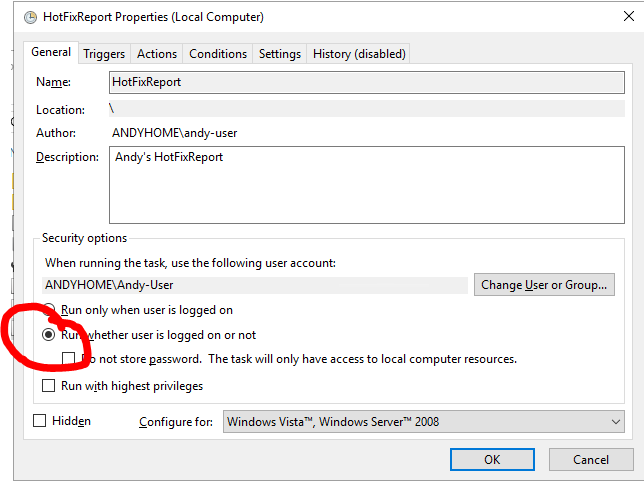 HotFixReport Properties (Local Computer)
General Triggers Actions Conditions Settings History (disabled)
Name: HotFixReport
Location: \
Author: ANDYHOME\andy-user
Description: Andy's HotFixReport
Security options
When running the task, use the following user account:
ANDYHOME\Andy-User Change User or Group...
Run only when user is logged on
Run whether user is logged on or not
Do not store password. The task will only have access to local computer resources.
Run with highest privileges
Hidden Configure for: Windows Vista™, Windows Server™ 2008
OK Cancel